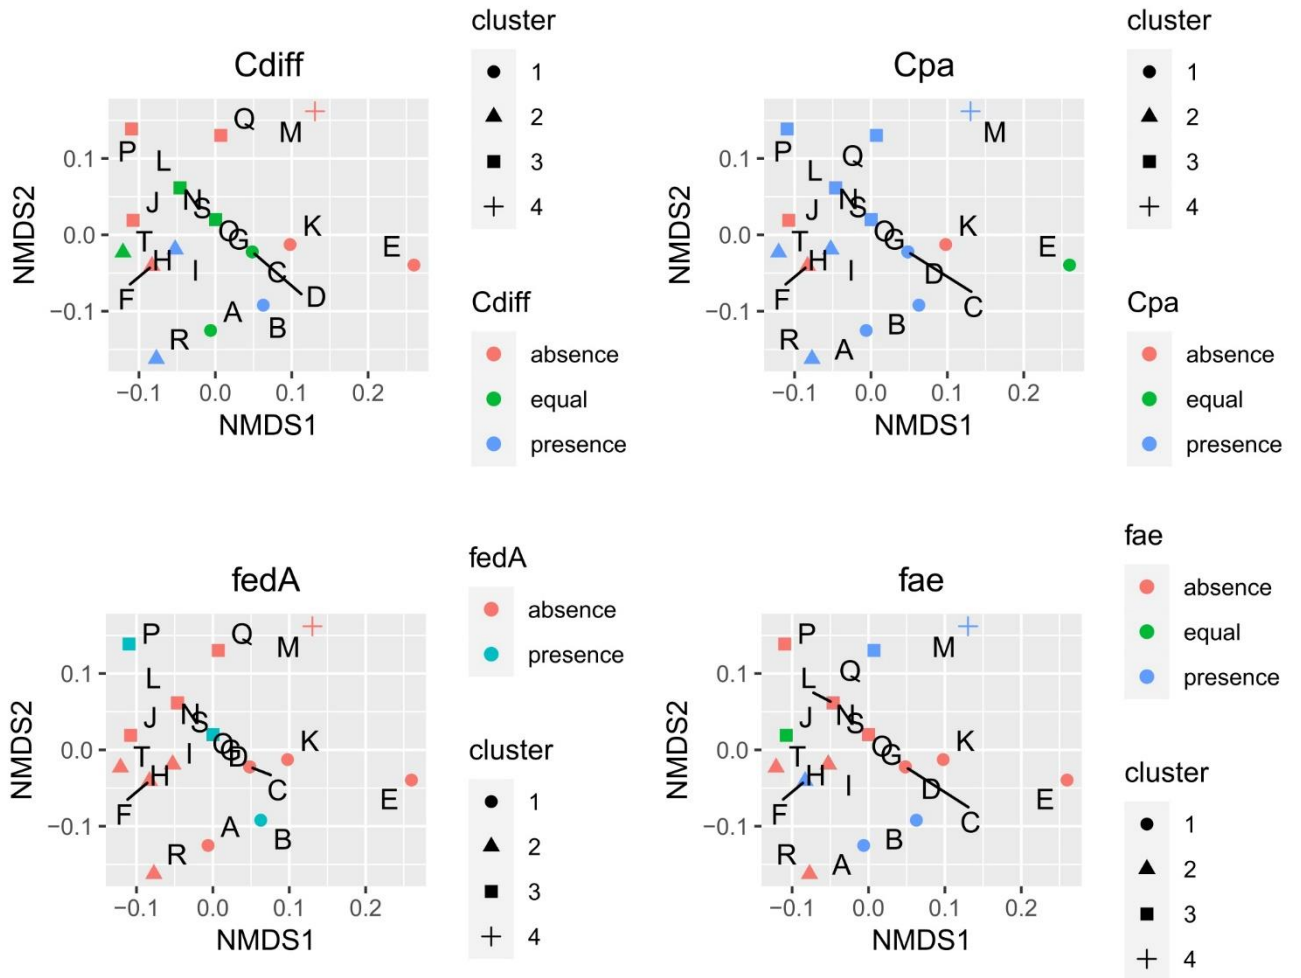 Cdiff
NMDS2
0.1
0.0
−0.1
−0.1
0.0
0.1
0.2
NMDS1
P
Q
M
L
J
N
S
O
G
K
E
T
H
I
C
D
F
A
B
R
cluster
1
2
3
4
Cdiff
absence
equal
presence
Cpa
NMDS2
0.1
0.0
−0.1
−0.1
0.0
0.1
0.2
NMDS1
P
Q
M
L
J
N
S
O
G
K
E
T
H
I
D
C
F
B
R
A
cluster
1
2
3
4
Cpa
absence
equal
presence
fedA
NMDS2
0.1
0.0
−0.1
−0.1
0.0
0.1
0.2
NMDS1
P
Q
M
L
J
N
S
O
G
D
K
T
I
H
C
E
F
A
B
R
fedA
absence
presence
cluster
1
2
3
4
fae
NMDS2
0.1
0.0
−0.1
−0.1
0.0
0.1
0.2
NMDS1
P
M
Q
L
J
N
S
O
G
K
T
H
I
D
E
F
C
B
R
A
fae
absence
equal
presence
cluster
1
2
3
4